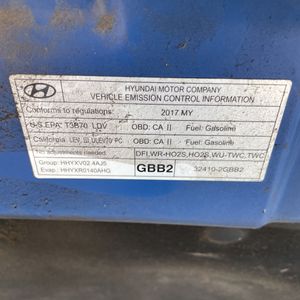 HYUNDAI MOTOR COMPANY
VEHICLE EMISSION CONTROL INFORMATION
Conforms to regulations 2017 MY
U.S.EPA: T3B70 LDV OBD: CA II Fuel: Gasoline
California: LEV III ULEV70 PC OBD: CA II Fuel: Gasoline
adjustments needed DFI,WR-HO2S,HO2S,WU-TWC,TWC
Group: HHYXV02.4AJ5
Evap.: HHYXR0140AHG
GBB2 32410-2GBB2